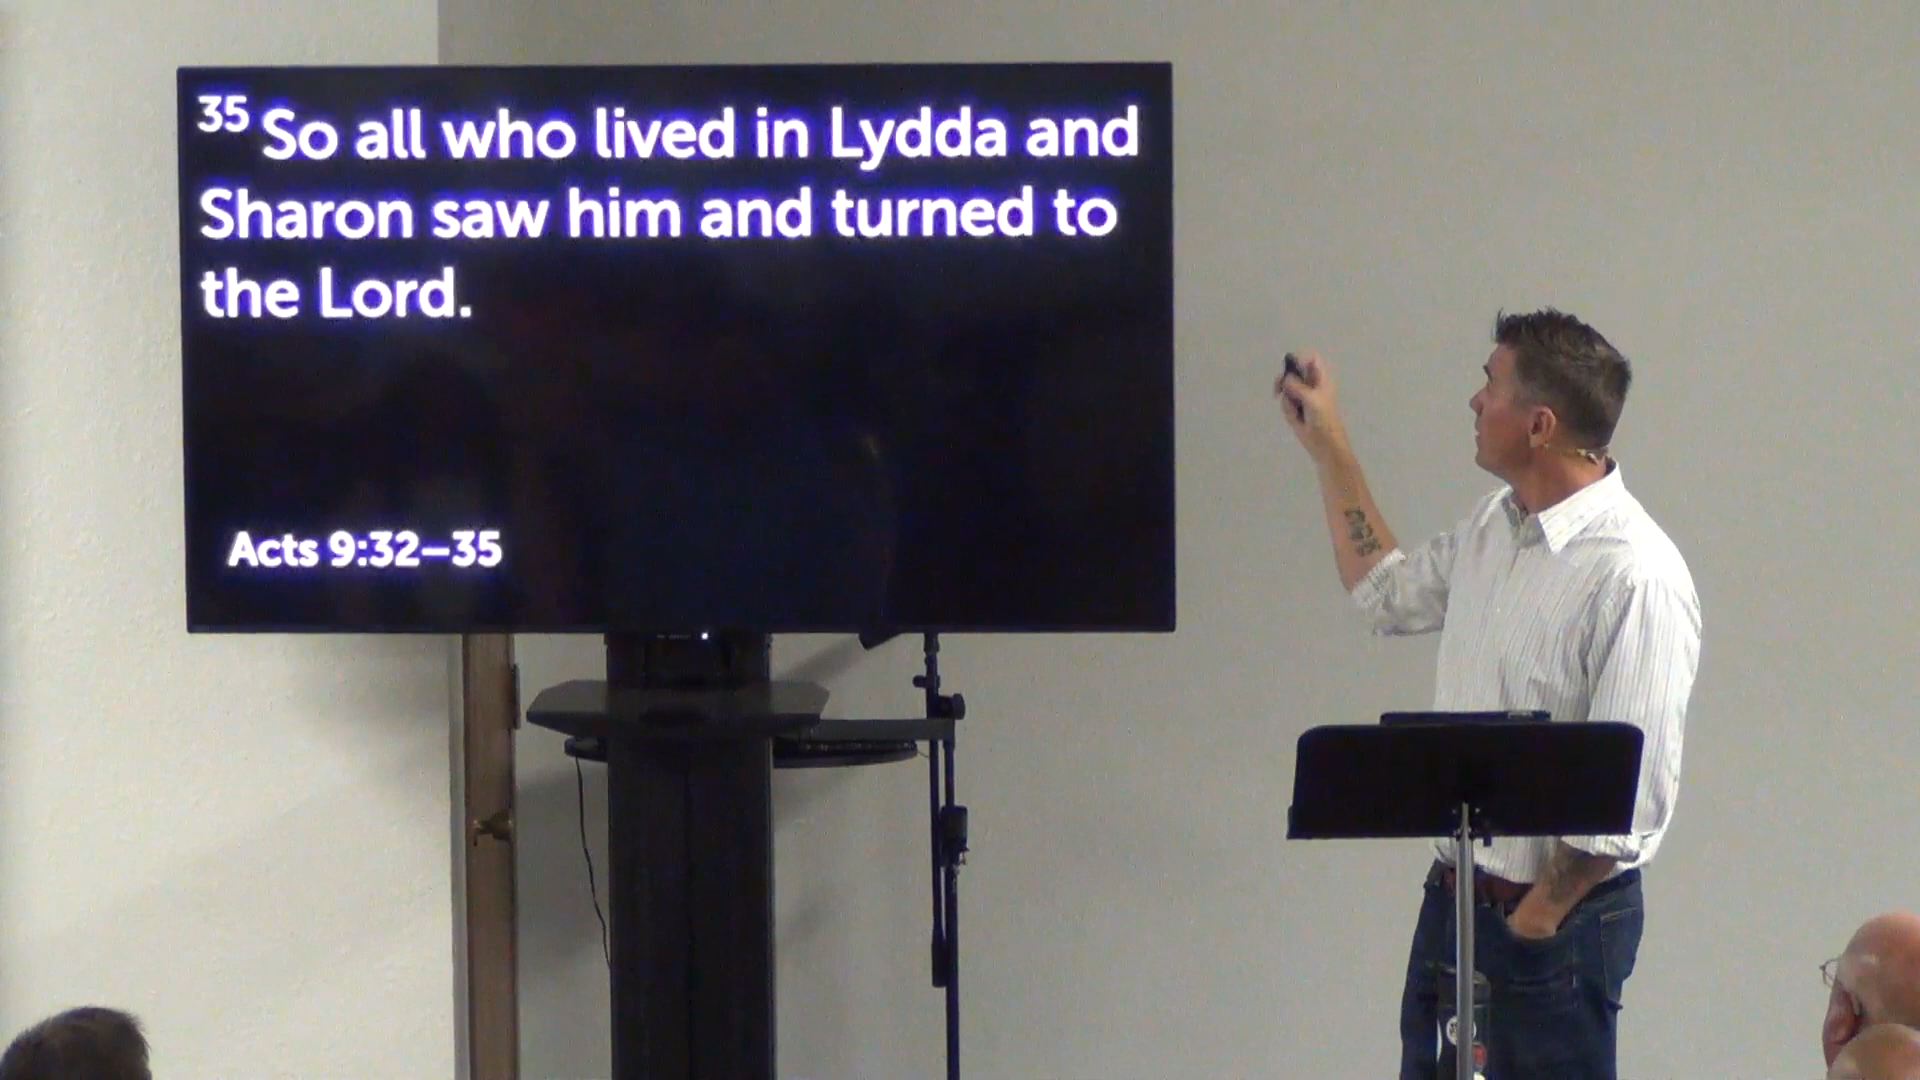 35 So all who lived in Lydda and
Sharon saw him and turned to
the Lord.
Acts 9:32–35